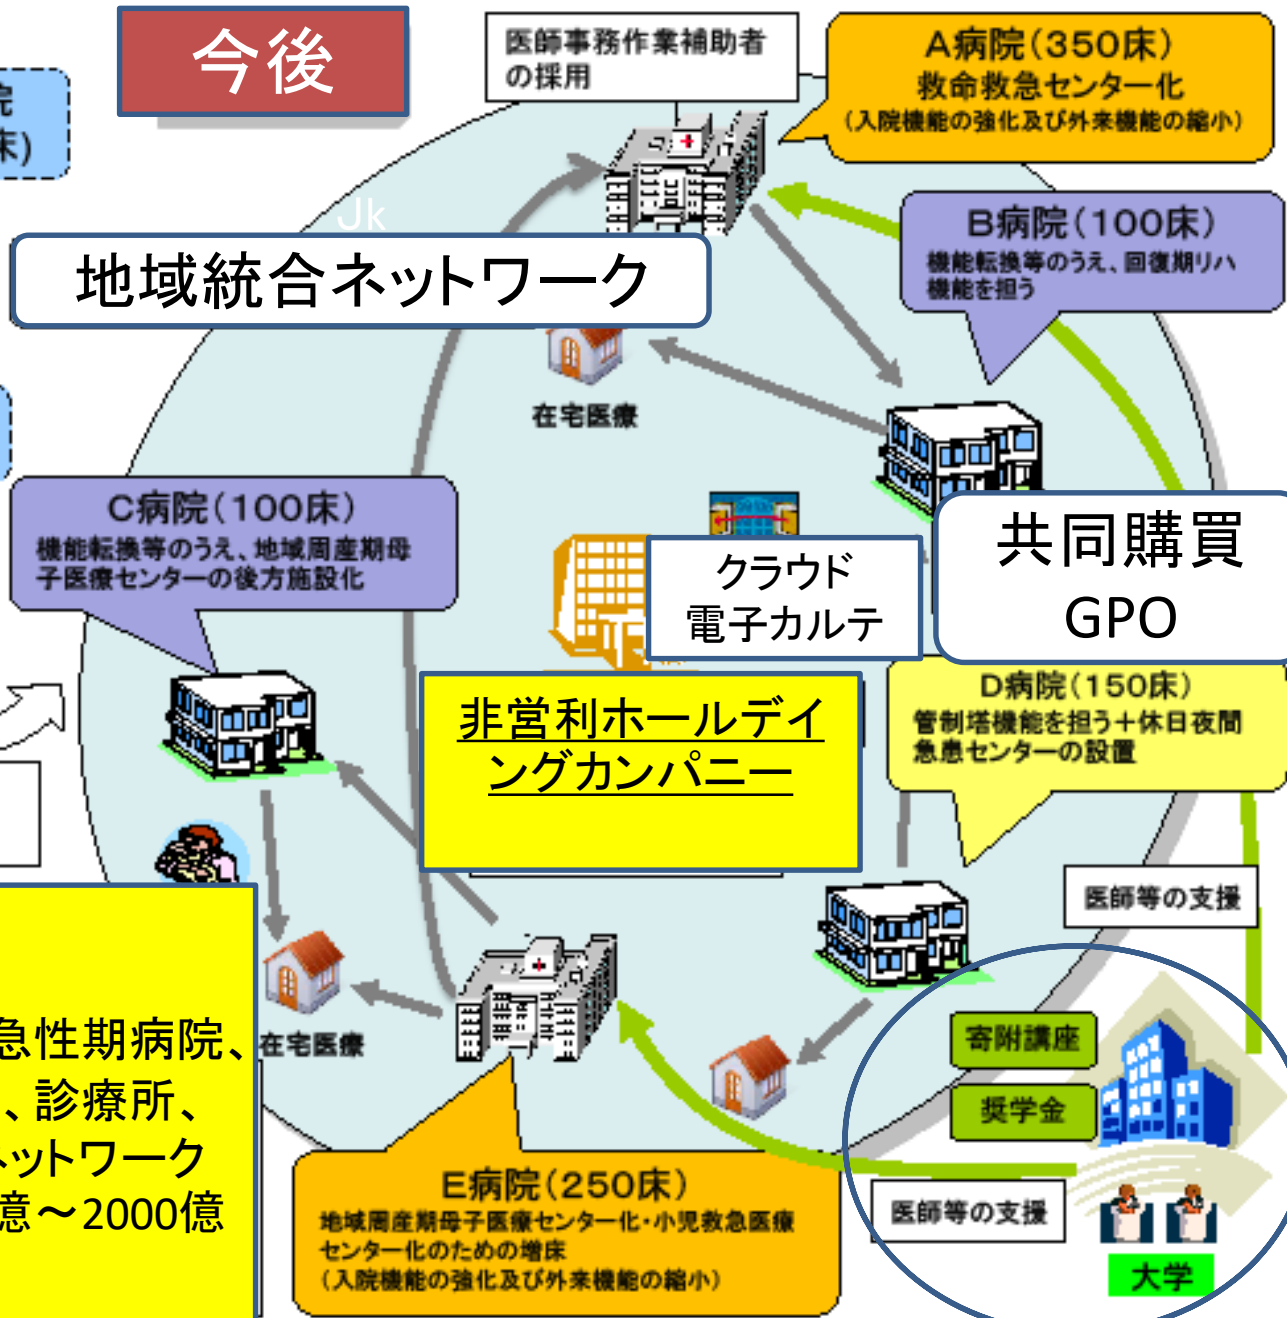 今後
医師事務作業補助者
の採用
A病院(350床)
救命救急センター化
(入院機能の強化及び外来機能の縮小)
院
床)
Jk
地域統合ネットワーク
B病院(100床)
機能転換等のうえ、回復期リハ
機能を担う
在宅医療
C病院(100床)
機能転換等のうえ、地域周産期母
子医療センターの後方施設化
クラウド
電子カルテ
共同購買
GPO
非営利ホールデイ
ングカンパニー
D病院(150床)
管制塔機能を担う+休日夜間
急患センターの設置
医師等の支援
急性期病院、
、診療所、
ネットワーク
億～2000億
在宅医療
寄附講座
奨学金
E病院(250床)
地域周産期母子医療センター化・小児救急医療
センター化のための増床
(入院機能の強化及び外来機能の縮小)
医師等の支援
大学